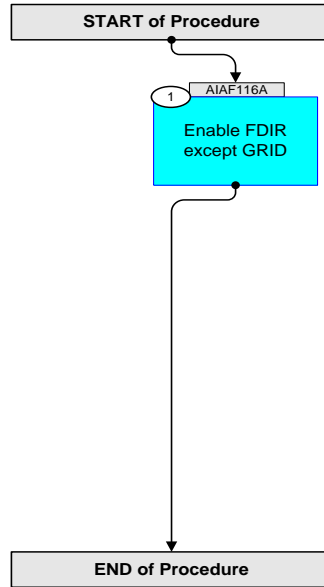 START of Procedure
AIAF116A
1
Enable FDIR
except GRID
END of Procedure